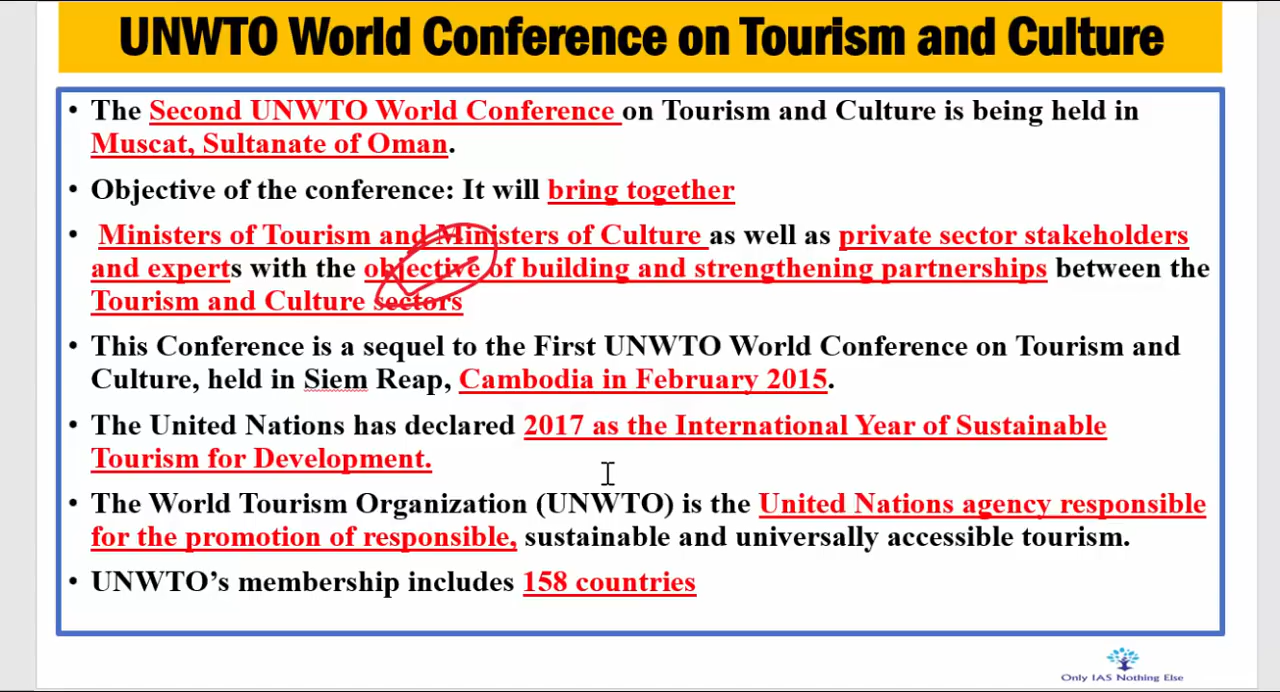 UNWTO World Conference on Tourism and Culture
• The Second UNWTO World Conference on Tourism and Culture is being held in
Muscat, Sultanate of Oman.
• Objective of the conference: It will bring together
• Ministers of Tourism and Ministers of Culture as well as private sector stakeholders
and experts with the objective of building and strengthening partnerships between the
Tourism and Culture sectors
• This Conference is a sequel to the First UNWTO World Conference on Tourism and
Culture, held in Siem Reap, Cambodia in February 2015.
• The United Nations has declared 2017 as the International Year of Sustainable
Tourism for Development.
• The World Tourism Organization (UNWTO) is the United Nations agency responsible
for the promotion of responsible, sustainable and universally accessible tourism.
• UNWTO’s membership includes 158 countries
Only IAS Nothing Else